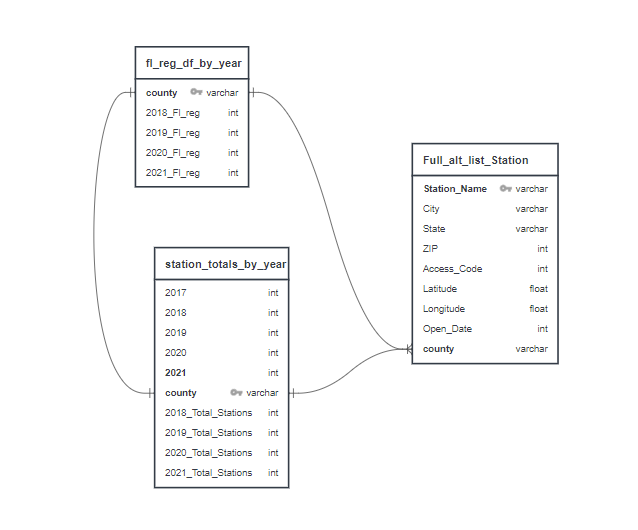 fl_reg_df_by_year
county varchar
2018_Fl_reg int
2019_Fl_reg int
2020_Fl_reg int
2021_Fl_reg int
Full_alt_list_Station
Station_Name varchar
City varchar
State varchar
ZIP int
Access_Code int
Latitude float
Longitude float
Open_Date int
county varchar
station_totals_by_year
2017 int
2018 int
2019 int
2020 int
2021 int
county varchar
2018_Total_Stations int
2019_Total_Stations int
2020_Total_Stations int
2021_Total_Stations int